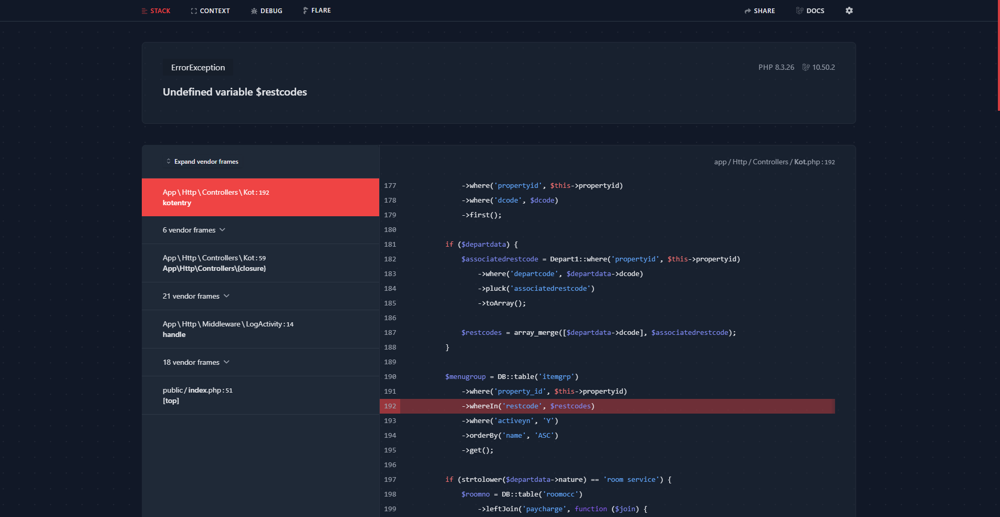 STACK CONTEXT DEBUG FLARE SHARE DOCS
ErrorException
PHP 8.3.26 10.50.2
Undefined variable $restcodes
Expand vendor frames
App\Http\Controllers\Kot:192
kotentry
6 vendor frames
App\Http\Controllers\Kot:59
App\Http\Controllers\{closure}
21 vendor frames
App\Http\Middleware\LogActivity:14
handle
18 vendor frames
public/index.php:51
[top]
app/Http/Controllers/Kot.php:192
177 ->where('propertyid', $this->propertyid)
178 ->where('dcode', $dcode)
179 ->first();
180
181 if ($departdata) {
182 $associatedrestcode = Depart1::where('propertyid', $this->propertyid)
183 ->where('departcode', $departdata->dcode)
184 ->pluck('associatedrestcode')
185 ->toArray();
186
187 $restcodes = array_merge([$departdata->dcode], $associatedrestcode);
188 }
189
190 $menugroup = DB::table('itemgrp')
191 ->where('property_id', $this->propertyid)
192 ->whereIn('restcode', $restcodes)
193 ->where('activeyn', 'Y')
194 ->orderBy('name', 'ASC')
195 ->get();
196
197 if (strtolower($departdata->nature) == 'room service') {
198 $roomno = DB::table('roomocc')
199 ->leftJoin('paycharge', function ($join) {